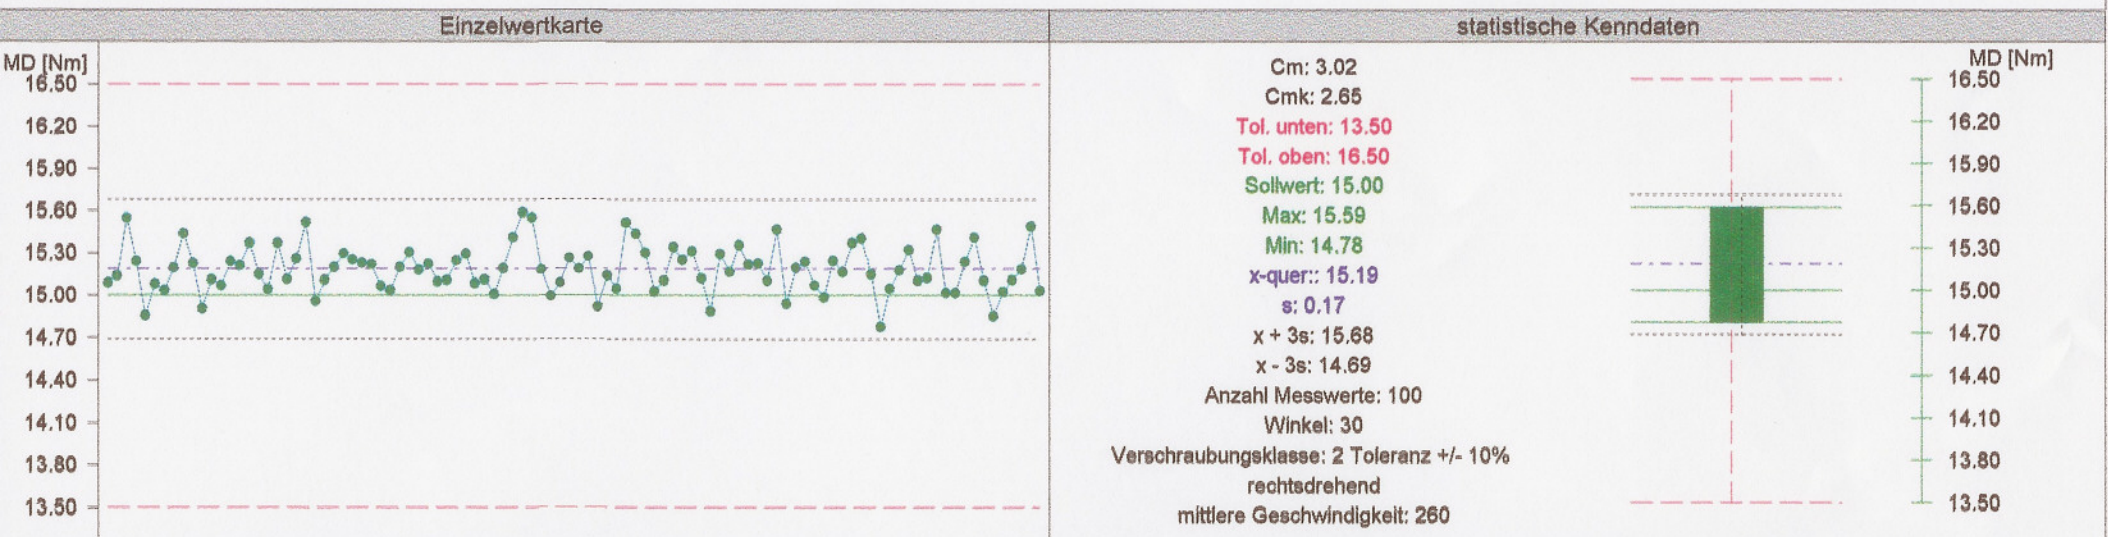 Einzelwertkarte
MD [Nm]
16.50
16.20
15.90
15.60
15.30
15.00
14.70
14.40
14.10
13.80
13.50
statistische Kenndaten
Cm: 3.02
Cmk: 2.65
Tol. unten: 13.50
Tol. oben: 16.50
Sollwert: 15.00
Max: 15.59
Min: 14.78
x-quer:: 15.19
s: 0.17
x + 3s: 15.68
x - 3s: 14.69
Anzahl Messwerte: 100
Winkel: 30
Verschraubungsklasse: 2 Toleranz +/- 10%
rechtsdrehend
mittlere Geschwindigkeit: 260
MD [Nm]
16.50
16.20
15.90
15.60
15.30
15.00
14.70
14.40
14.10
13.80
13.50